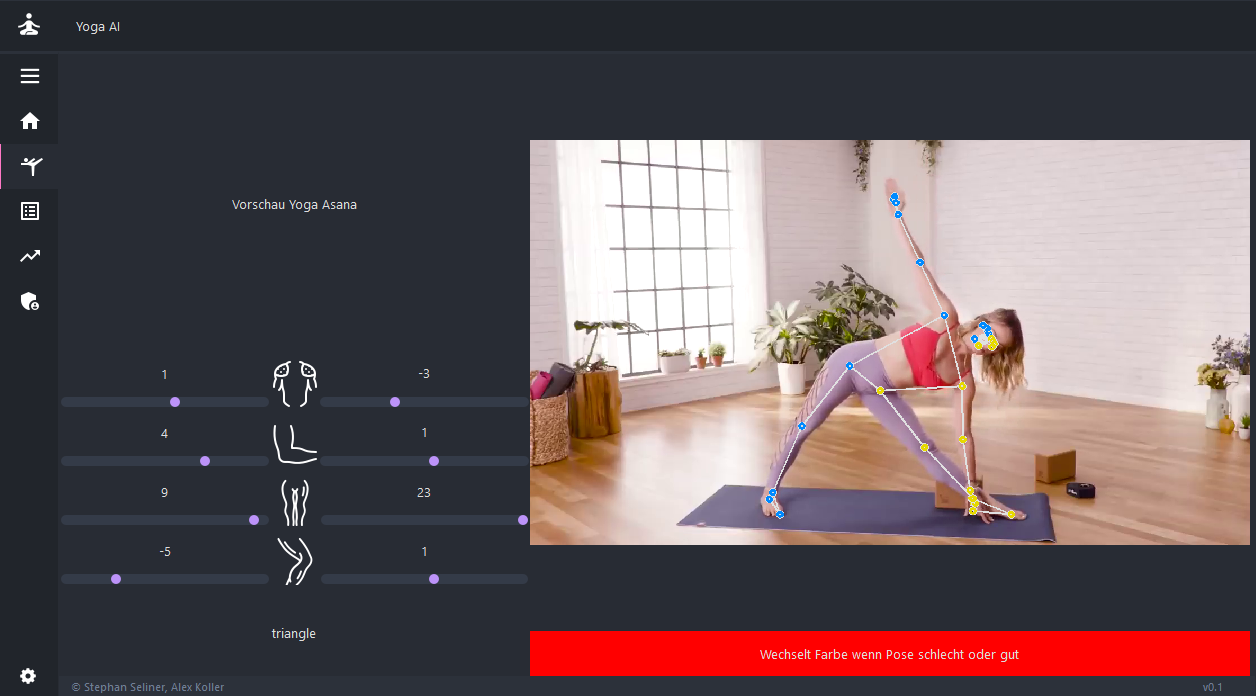 Yoga AI
Vorschau Yoga Asana
1
-3
4
1
9
23
-5
1
triangle
Wechselt Farbe wenn Pose schlecht oder gut
© Stephan Seliner, Alex Koller
v0.1